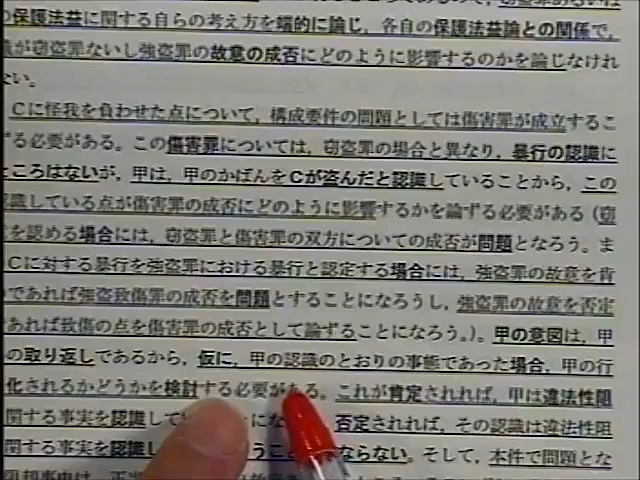 保護法益に関する自らの考え方を端的に論じ，各自の保護法益論との関係で，
が窃盗罪ないし強盗罪の故意の成否にどのように影響するのかを論じなけれ
ない。
Cに怪我を負わせた点について，構成要件の問題としては傷害罪が成立するこ
る必要がある。この傷害罪については，窃盗罪の場合と異なり，暴行の認識に
ころはないが，甲は，甲のかばんをCが盗んだと認識していることから，この
識している点が傷害罪の成否にどのように影響するかを論ずる必要がある（窃
を認める場合には，窃盗罪と傷害罪の双方についての成否が問題となろう。ま
Cに対する暴行を強盗罪における暴行と認定する場合には，強盗罪の故意を肯
であれば強盗致傷罪の成否を問題とすることになろうし，強盗罪の故意を否定
あれば致傷の点を傷害罪の成否として論ずることになろう。）。甲の意図は，甲
の取り返しであるから，仮に，甲の認識のとおりの事態であった場合，甲の行
化されるかどうかを検討する必要がある。これが肯定されれば，甲は違法性阻
関する事実を認識して 否定されれば，その認識は違法性阻
関する事実を認識し ならない。そして，本件で問題とな